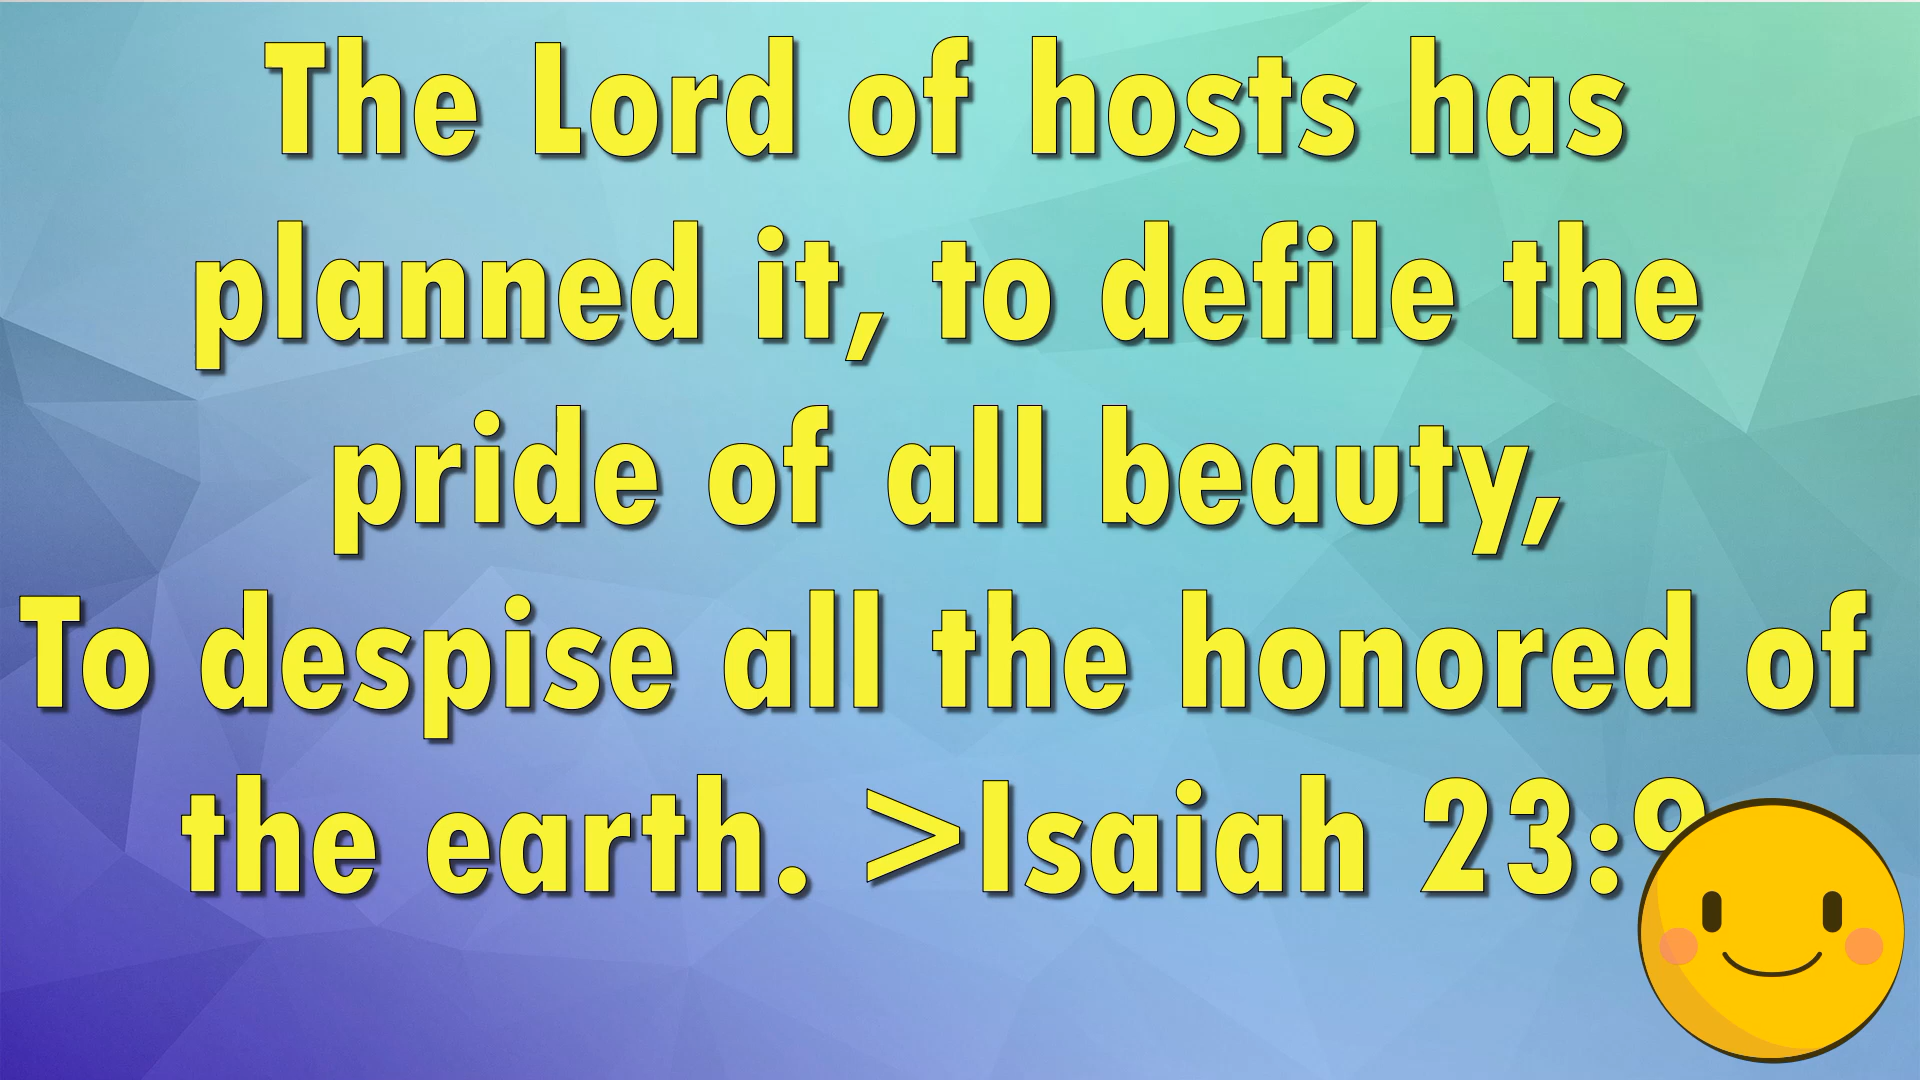 The Lord of hosts has
planned it, to defile the
pride of all beauty,
To despise all the honored of
the earth. >Isaiah 23:9